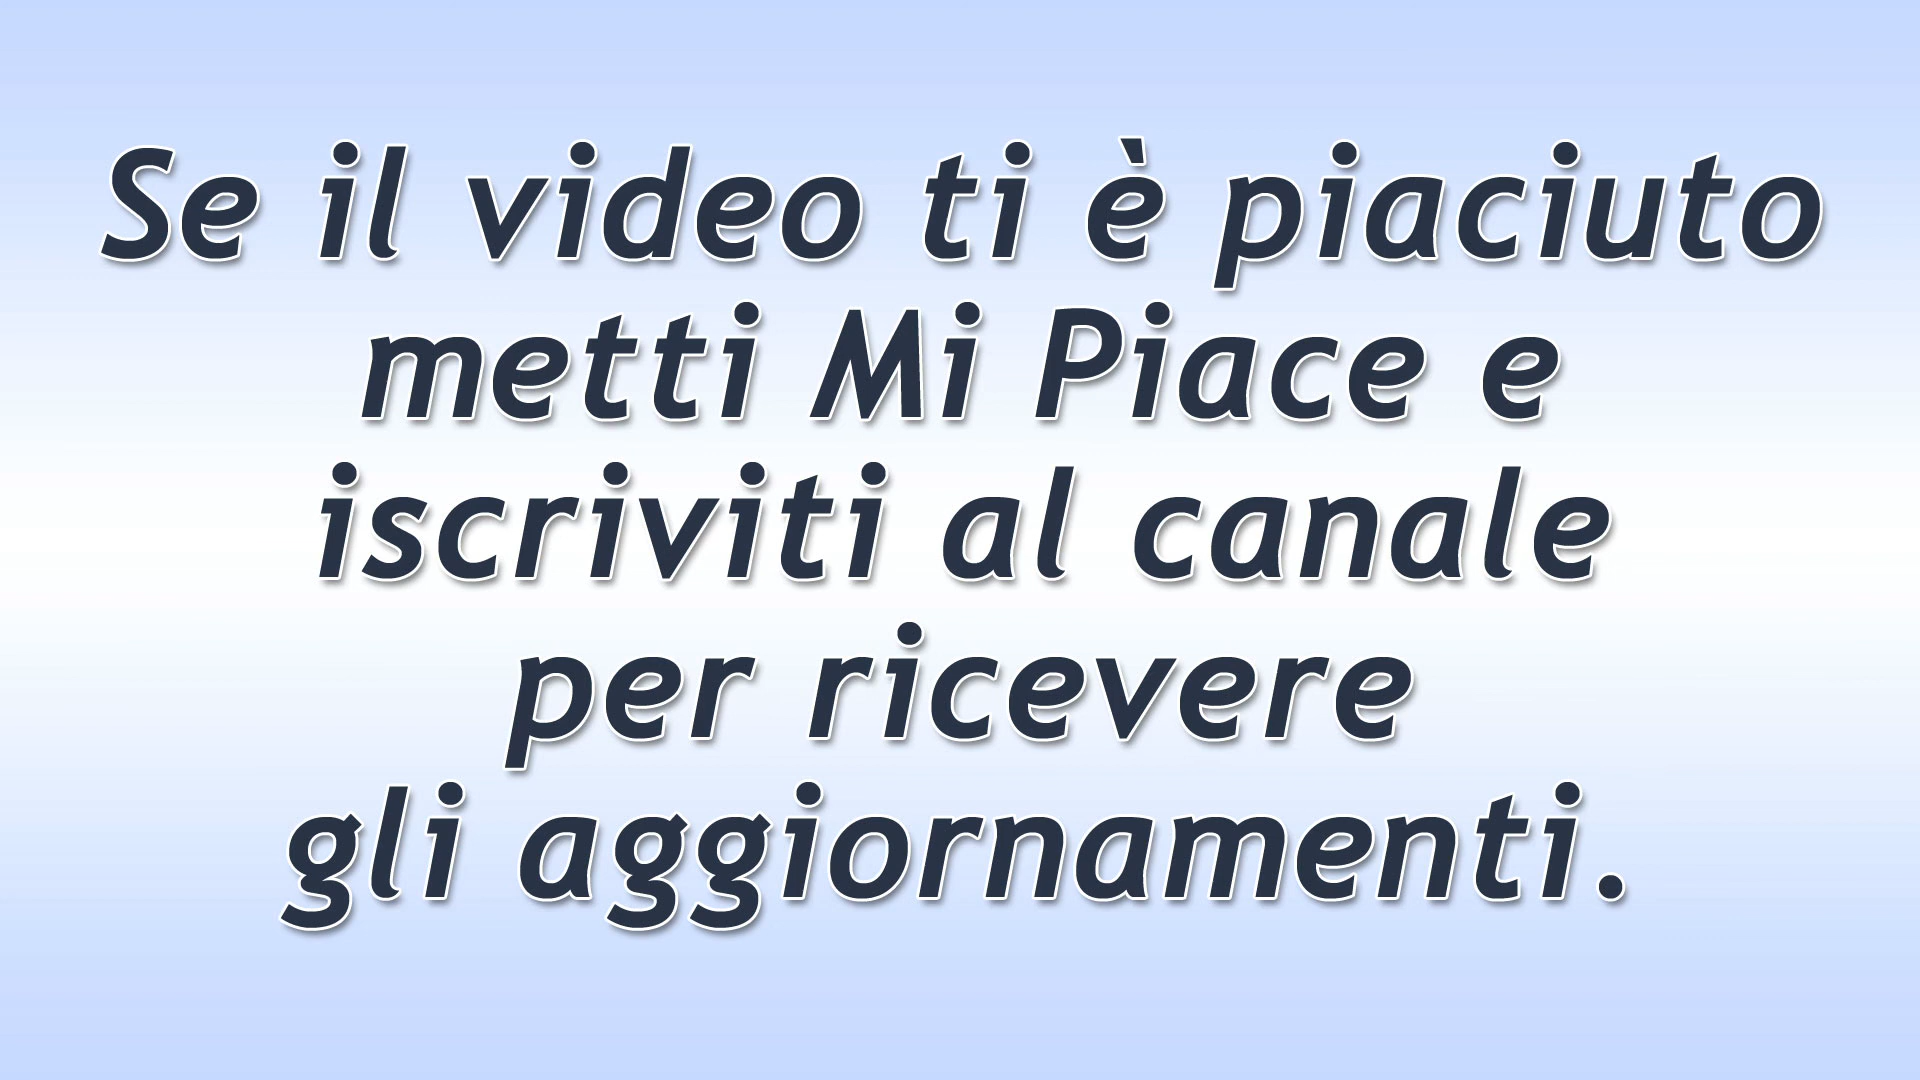 Se il video ti è piaciuto
metti Mi Piace e
iscriviti al canale
per ricevere
gli aggiornamenti.